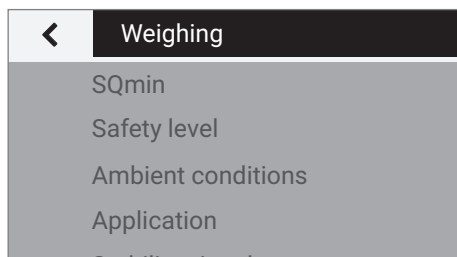 Weighing
SQmin
Safety level
Ambient conditions
Application